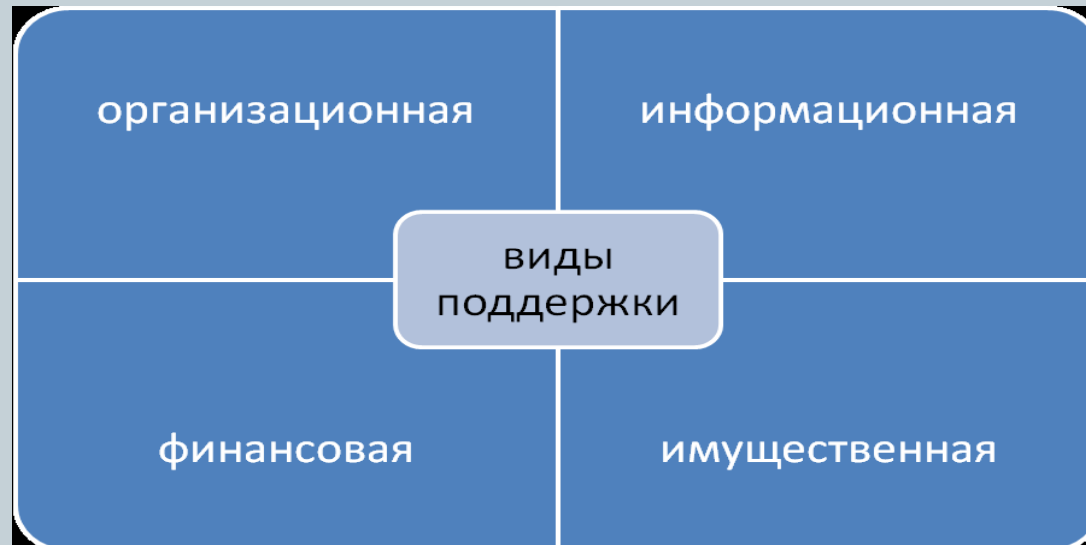 организационная
информационная
виды
поддержки
финансовая
имущественная